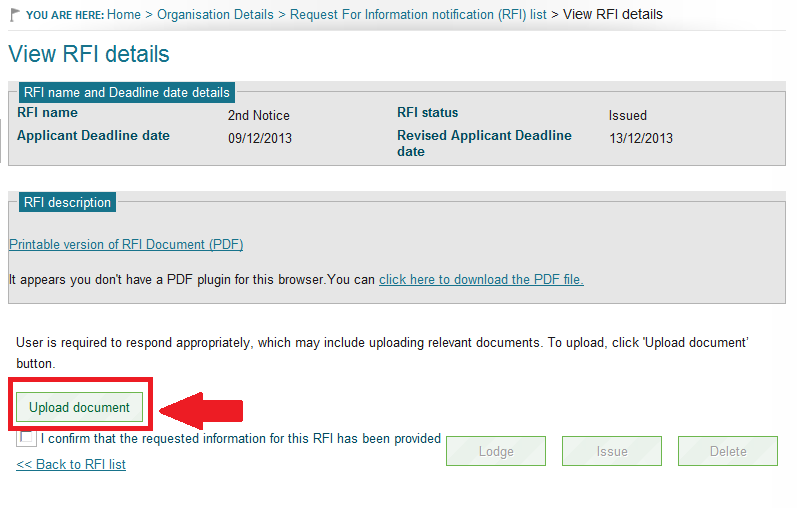 YOU ARE HERE: Home > Organisation Details > Request For Information notification (RFI) list > View RFI details
View RFI details
RFI name and Deadline date details
RFI name 2nd Notice RFI status Issued
Applicant Deadline date 09/12/2013 Revised Applicant Deadline date 13/12/2013
RFI description
Printable version of RFI Document (PDF)
It appears you don't have a PDF plugin for this browser.You can click here to download the PDF file.
User is required to respond appropriately, which may include uploading relevant documents. To upload, click 'Upload document'
button.
Upload document
I confirm that the requested information for this RFI has been provided
Lodge Issue Delete
<< Back to RFI list